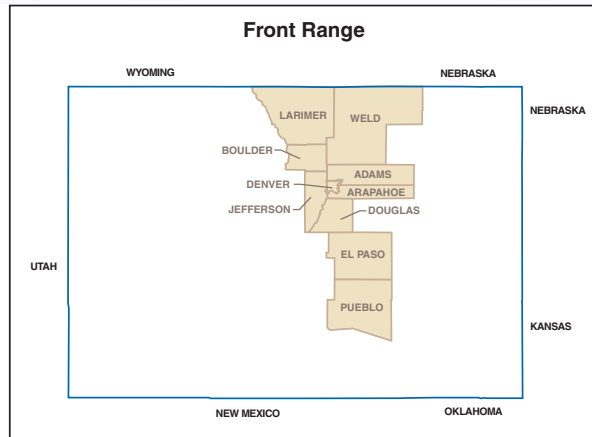 Front Range
WYOMING
NEBRASKA
NEBRASKA
LARIMER
WELD
BOULDER
ADAMS
DENVER
ARAPAHOE
JEFFERSON
DOUGLAS
EL PASO
UTAH
PUEBLO
KANSAS
NEW MEXICO
OKLAHOMA